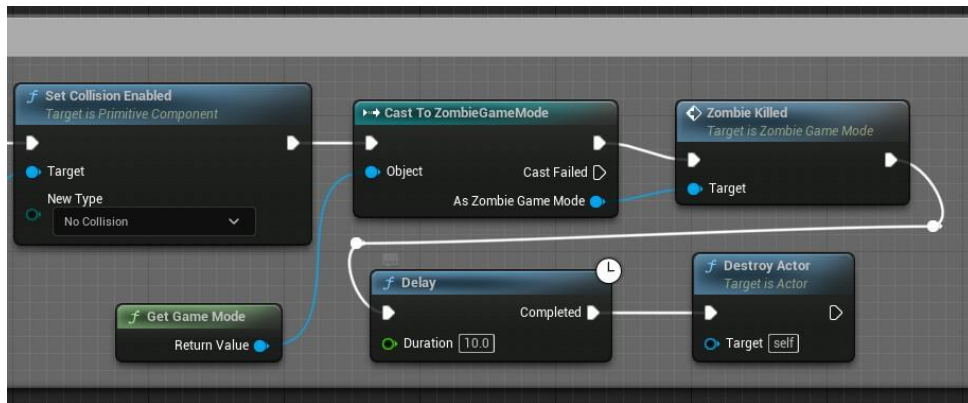 Set Collision Enabled
Target is Primitive Component
Target
New Type
No Collision
Cast To ZombieGameMode
Object
Cast Failed
As Zombie Game Mode
Zombie Killed
Target is Zombie Game Mode
Target
Get Game Mode
Return Value
Delay
Completed
Duration 10.0
Destroy Actor
Target is Actor
Target self